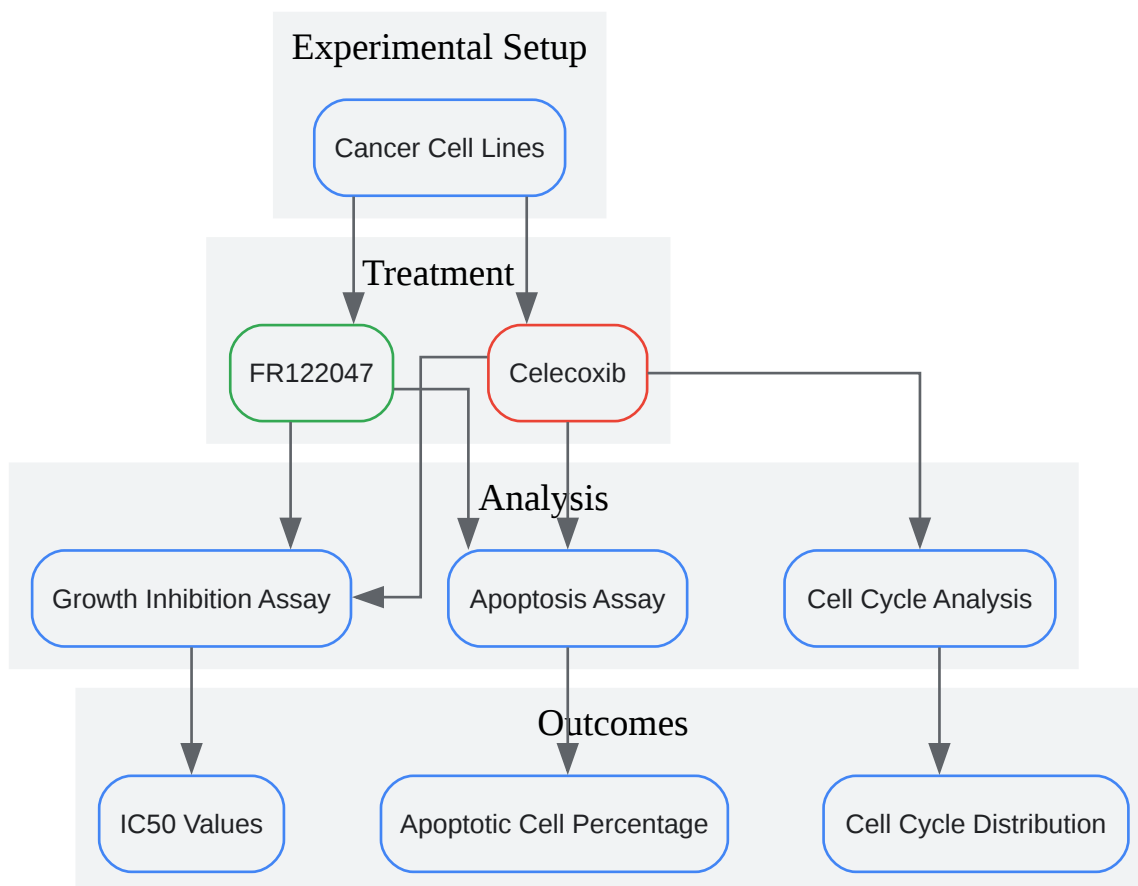 Experimental Setup
Cancer Cell Lines
Treatment
FR122047
Celecoxib
Analysis
Growth Inhibition Assay
Apoptosis Assay
Cell Cycle Analysis
Outcomes
IC50 Values
Apoptotic Cell Percentage
Cell Cycle Distribution